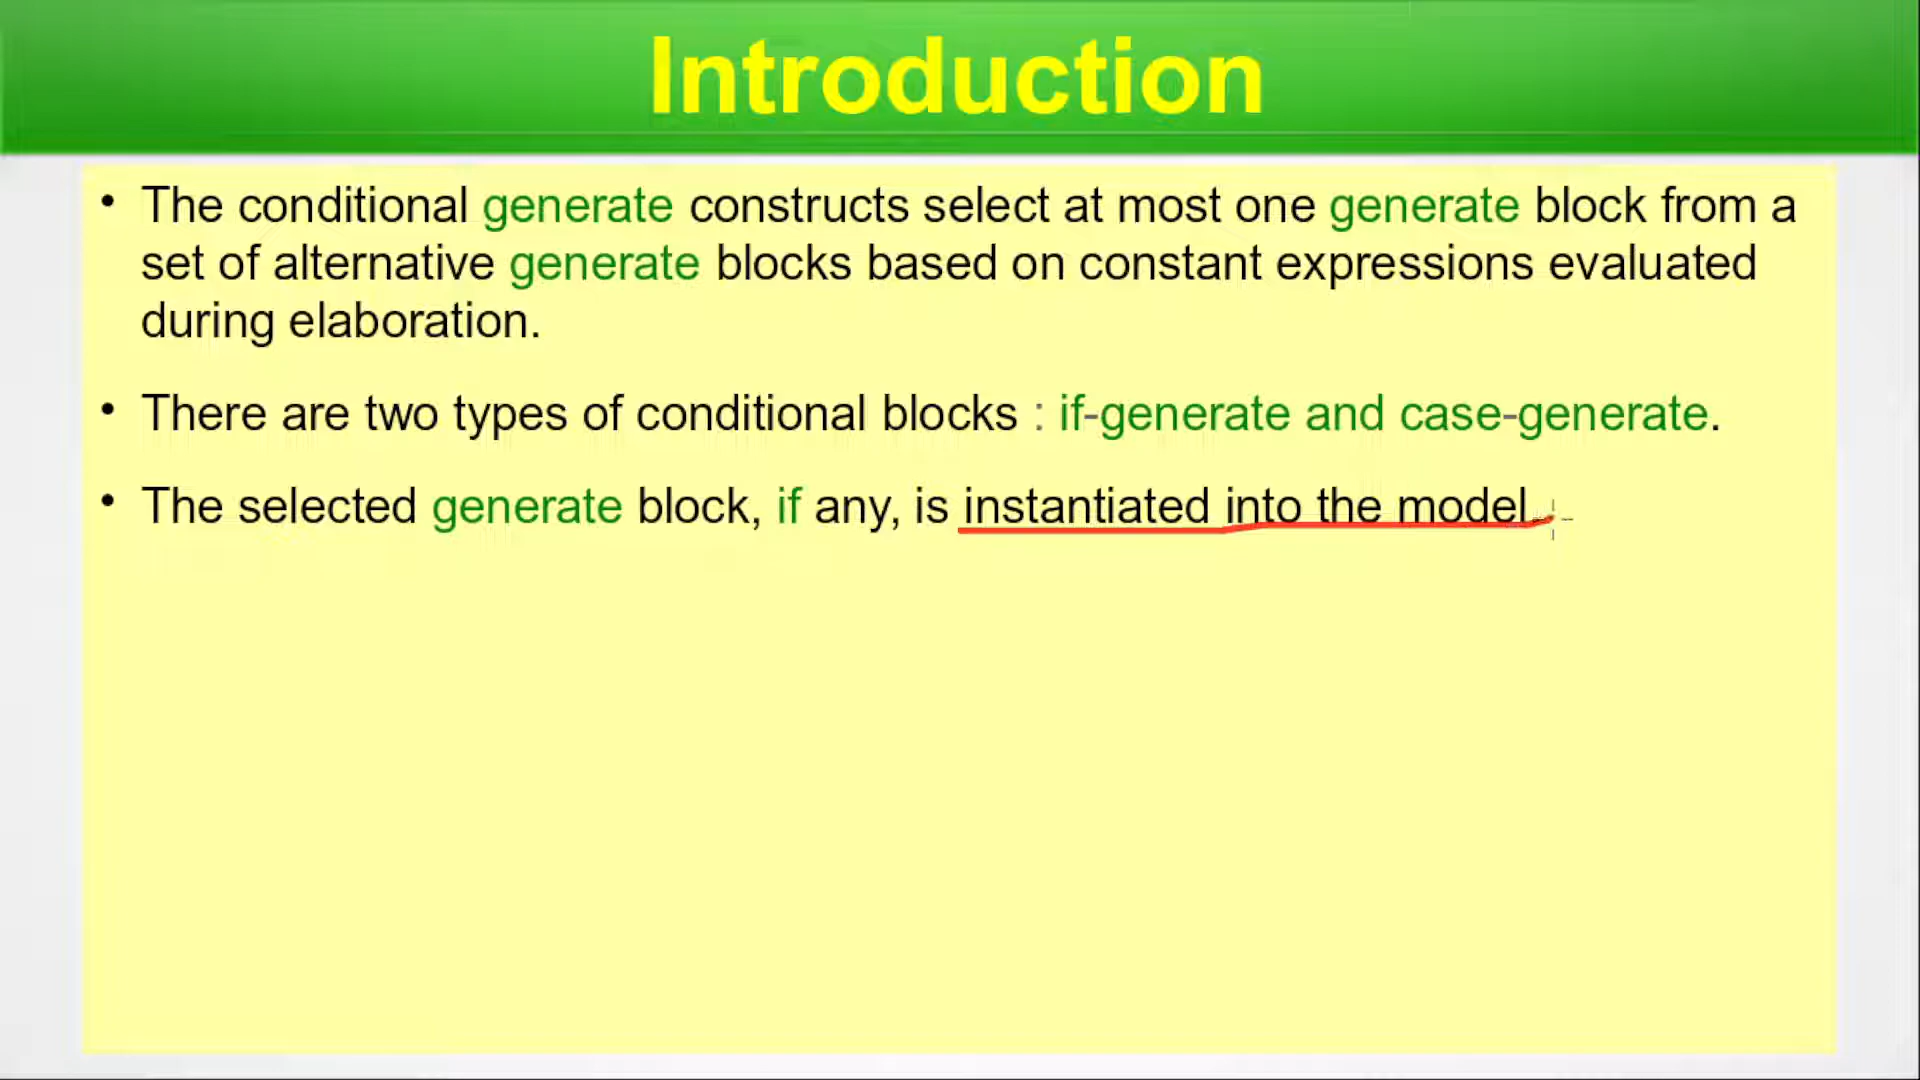 Introduction
• The conditional generate constructs select at most one generate block from a
set of alternative generate blocks based on constant expressions evaluated
during elaboration.
• There are two types of conditional blocks : if-generate and case-generate.
• The selected generate block, if any, is instantiated into the model.